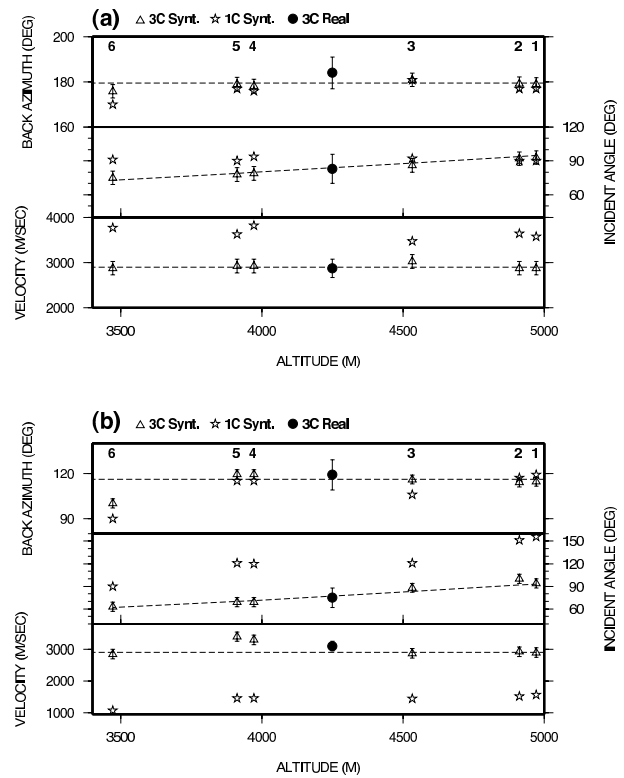 (a) △ 3C Synt. ☆ 1C Synt. ● 3C Real
200
180
160
BACK AZIMUTH (DEG)
6 5 4 3 2 1
120
90
60
INCIDENT ANGLE (DEG)
4000
3000
2000
VELOCITY (M/SEC)
3500 4000 4500 5000
ALTITUDE (M)
(b) △ 3C Synt. ☆ 1C Synt. ● 3C Real
120
90
BACK AZIMUTH (DEG)
6 5 4 3 2 1
150
120
90
60
INCIDENT ANGLE (DEG)
3000
2000
1000
VELOCITY (M/SEC)
3500 4000 4500 5000
ALTITUDE (M)